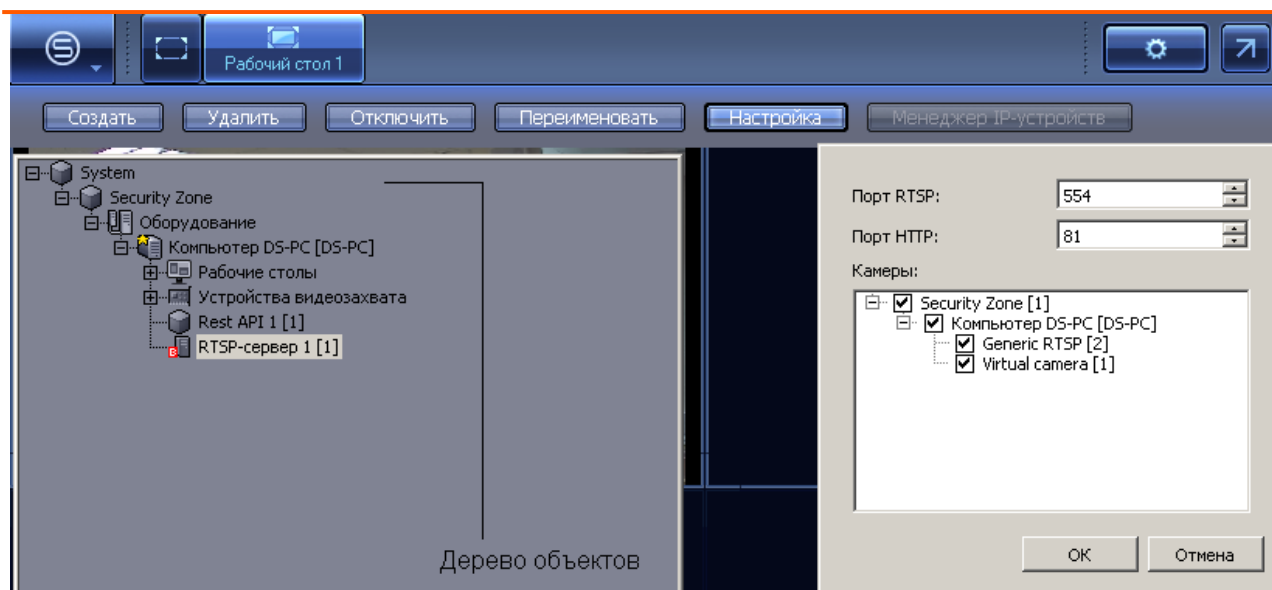 Рабочий стол 1
Создать Удалить Отключить Переименовать Настройка Менеджер IP-устройств
System
Security Zone
Оборудование
Компьютер DS-PC [DS-PC]
Рабочие столы
Устройства видеозахвата
Rest API 1 [1]
RTSP-сервер 1 [1]
Дерево объектов
Порт RTSP: 554
Порт HTTP: 81
Камеры:
Security Zone [1]
Компьютер DS-PC [DS-PC]
Generic RTSP [2]
Virtual camera [1]
ОК Отмена